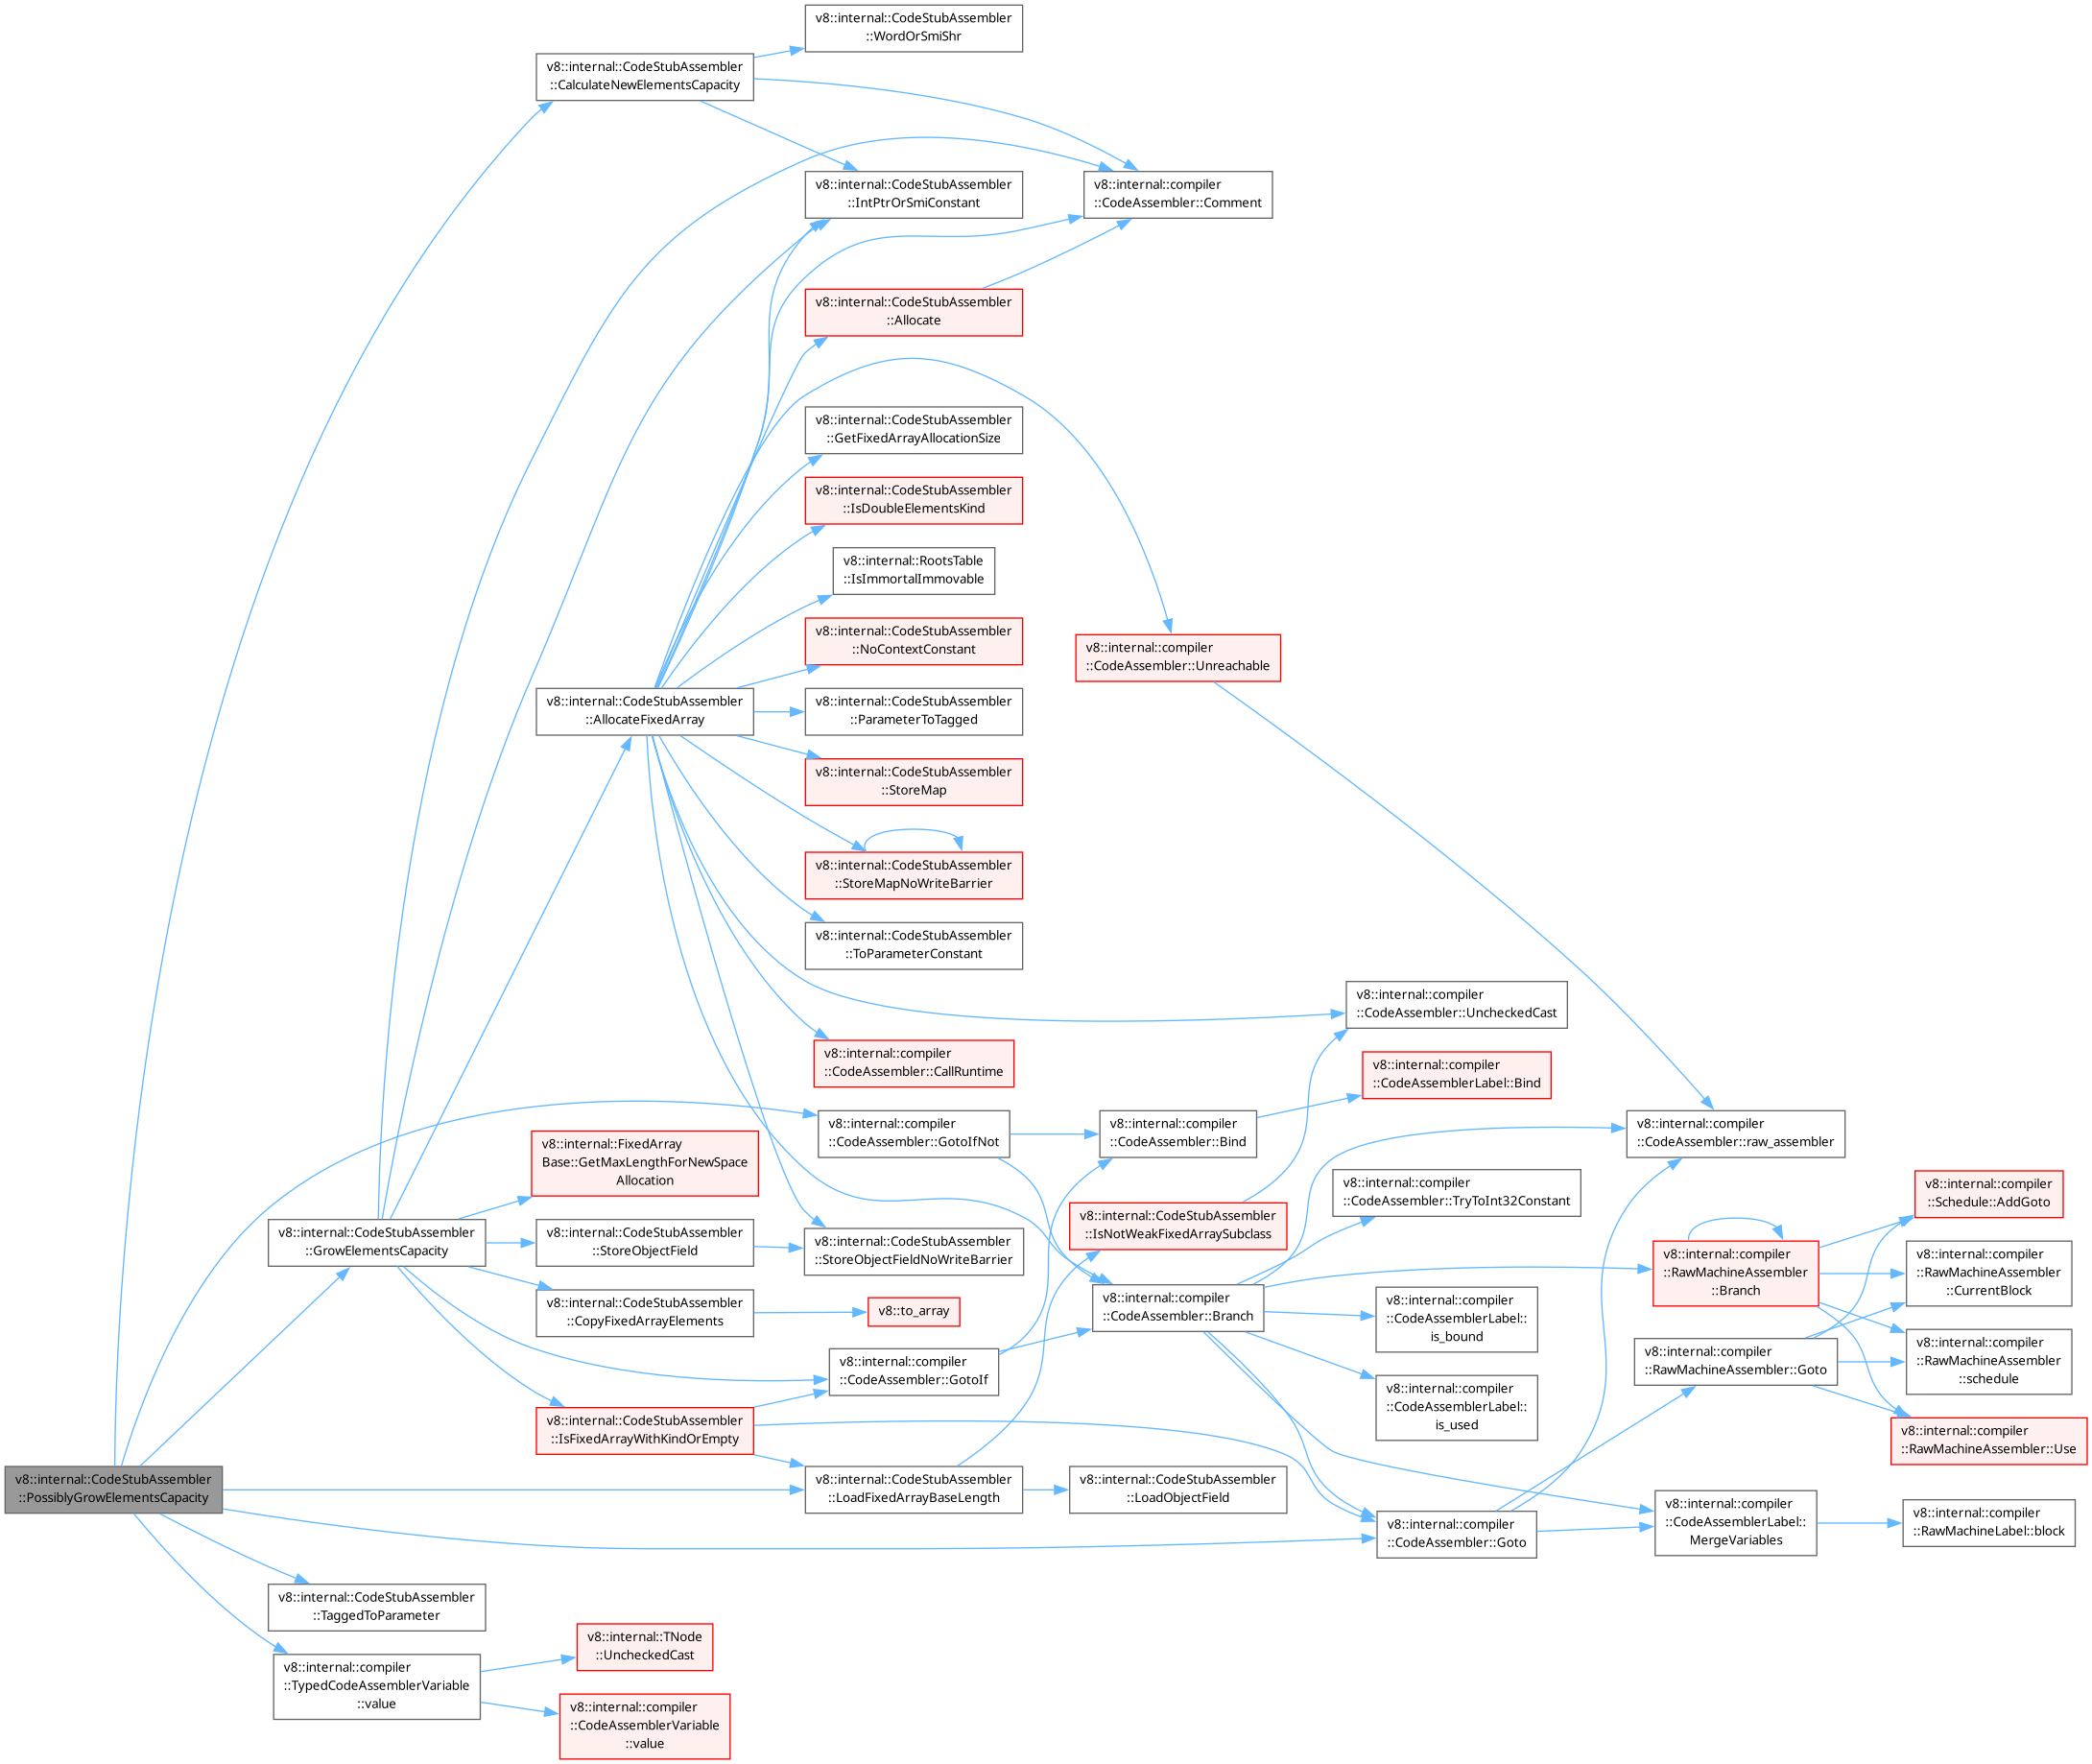 v8::internal::CodeStubAssembler
::PossiblyGrowElementsCapacity
v8::internal::CodeStubAssembler
::CalculateNewElementsCapacity
v8::internal::CodeStubAssembler
::WordOrSmiShr
v8::internal::CodeStubAssembler
::IntPtrOrSmiConstant
v8::internal::compiler
::CodeAssembler::Comment
v8::internal::CodeStubAssembler
::Allocate
v8::internal::CodeStubAssembler
::GetFixedArrayAllocationSize
v8::internal::CodeStubAssembler
::IsDoubleElementsKind
v8::internal::RootsTable
::IsImmortalImmovable
v8::internal::CodeStubAssembler
::NoContextConstant
v8::internal::compiler
::CodeAssembler::Unreachable
v8::internal::CodeStubAssembler
::AllocateFixedArray
v8::internal::CodeStubAssembler
::ParameterToTagged
v8::internal::CodeStubAssembler
::StoreMap
v8::internal::CodeStubAssembler
::StoreMapNoWriteBarrier
v8::internal::CodeStubAssembler
::ToParameterConstant
v8::internal::compiler
::CodeAssembler::UncheckedCast
v8::internal::compiler
::CodeAssembler::CallRuntime
v8::internal::compiler
::CodeAssemblerLabel::Bind
v8::internal::compiler
::CodeAssembler::GotoIfNot
v8::internal::compiler
::CodeAssembler::Bind
v8::internal::compiler
::CodeAssembler::raw_assembler
v8::internal::FixedArray
Base::GetMaxLengthForNewSpace
Allocation
v8::internal::compiler
::CodeAssembler::TryToInt32Constant
v8::internal::CodeStubAssembler
::IsNotWeakFixedArraySubclass
v8::internal::compiler
::Schedule::AddGoto
v8::internal::CodeStubAssembler
::GrowElementsCapacity
v8::internal::CodeStubAssembler
::StoreObjectField
v8::internal::CodeStubAssembler
::StoreObjectFieldNoWriteBarrier
v8::internal::compiler
::RawMachineAssembler
::Branch
v8::internal::compiler
::RawMachineAssembler
::CurrentBlock
v8::internal::CodeStubAssembler
::CopyFixedArrayElements
v8::to_array
v8::internal::compiler
::CodeAssembler::Branch
v8::internal::compiler
::CodeAssemblerLabel::
is_bound
v8::internal::compiler
::CodeAssembler::GotoIf
v8::internal::compiler
::RawMachineAssembler::Goto
v8::internal::compiler
::RawMachineAssembler
::schedule
v8::internal::CodeStubAssembler
::IsFixedArrayWithKindOrEmpty
v8::internal::compiler
::CodeAssemblerLabel::
is_used
v8::internal::compiler
::RawMachineAssembler::Use
v8::internal::CodeStubAssembler
::LoadFixedArrayBaseLength
v8::internal::CodeStubAssembler
::LoadObjectField
v8::internal::compiler
::CodeAssembler::Goto
v8::internal::compiler
::CodeAssemblerLabel::
MergeVariables
v8::internal::compiler
::RawMachineLabel::block
v8::internal::CodeStubAssembler
::TaggedToParameter
v8::internal::compiler
::TypedCodeAssemblerVariable
::value
v8::internal::TNode
::UncheckedCast
v8::internal::compiler
::CodeAssemblerVariable
::value